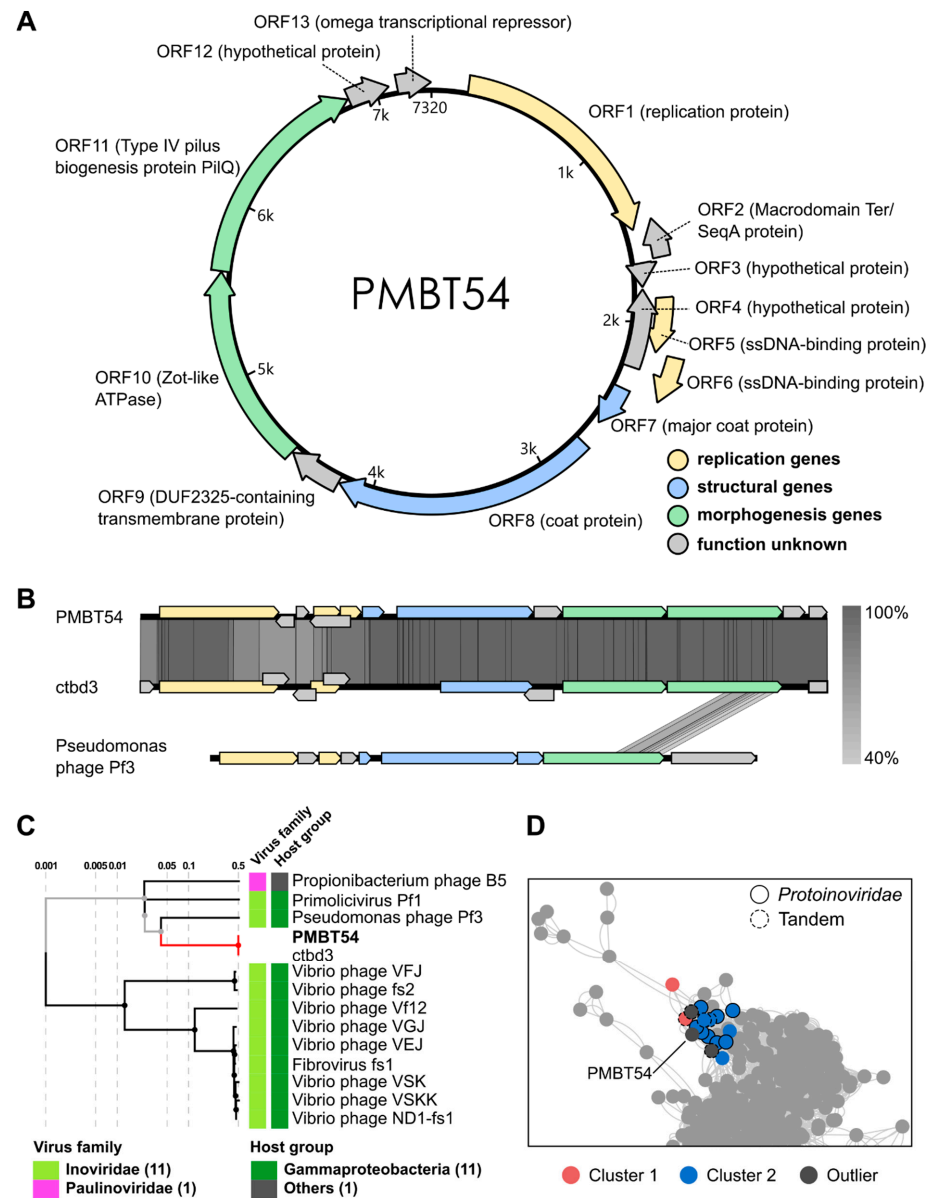 A
ORF13 (omega transcriptional repressor)
ORF12 (hypothetical protein)
7k
7320
ORF1 (replication protein)
ORF11 (Type IV pilus
biogenesis protein PilQ)
1k
ORF2 (Macrodomain Ter/
SeqA protein)
6k
ORF3 (hypothetical protein)
PMBT54
ORF4 (hypothetical protein)
2k
ORF5 (ssDNA-binding protein)
ORF10 (Zot-like
ATPase)
5k
ORF6 (ssDNA-binding protein)
ORF7 (major coat protein)
3k
4k
ORF9 (DUF2325-containing
transmembrane protein)
ORF8 (coat protein)
replication genes
structural genes
morphogenesis genes
function unknown
B
PMBT54
100%
ctbd3
Pseudomonas
phage Pf3
40%
C
Virus family
Host group
0.001 0.005 0.01 0.05 0.1 0.5
Propionibacterium phage B5
Primolicivirus Pf1
Pseudomonas phage Pf3
PMBT54
ctbd3
Vibrio phage VFJ
Vibrio phage fs2
Vibrio phage Vf12
Vibrio phage VGJ
Vibrio phage VEJ
Fibrovirus fs1
Vibrio phage VSK
Vibrio phage VSKK
Vibrio phage ND1-fs1
Virus family
Inoviridae (11)
Paulinoviridae (1)
Host group
Gammaproteobacteria (11)
Others (1)
D
Protoinoviridae
Tandem
PMBT54
Cluster 1
Cluster 2
Outlier